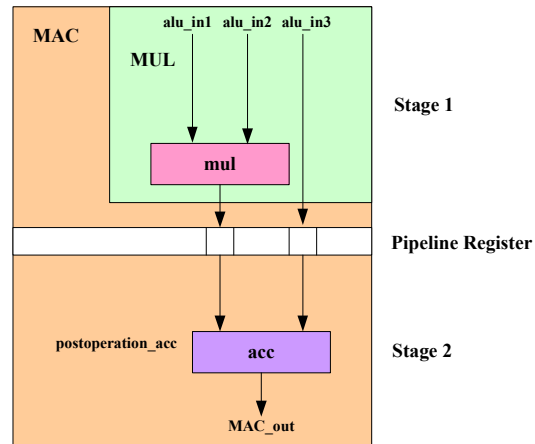 alu_in1 alu_in2 alu_in3
MAC
MUL
Stage 1
mul
Pipeline Register
postoperation_acc
acc
Stage 2
MAC_out